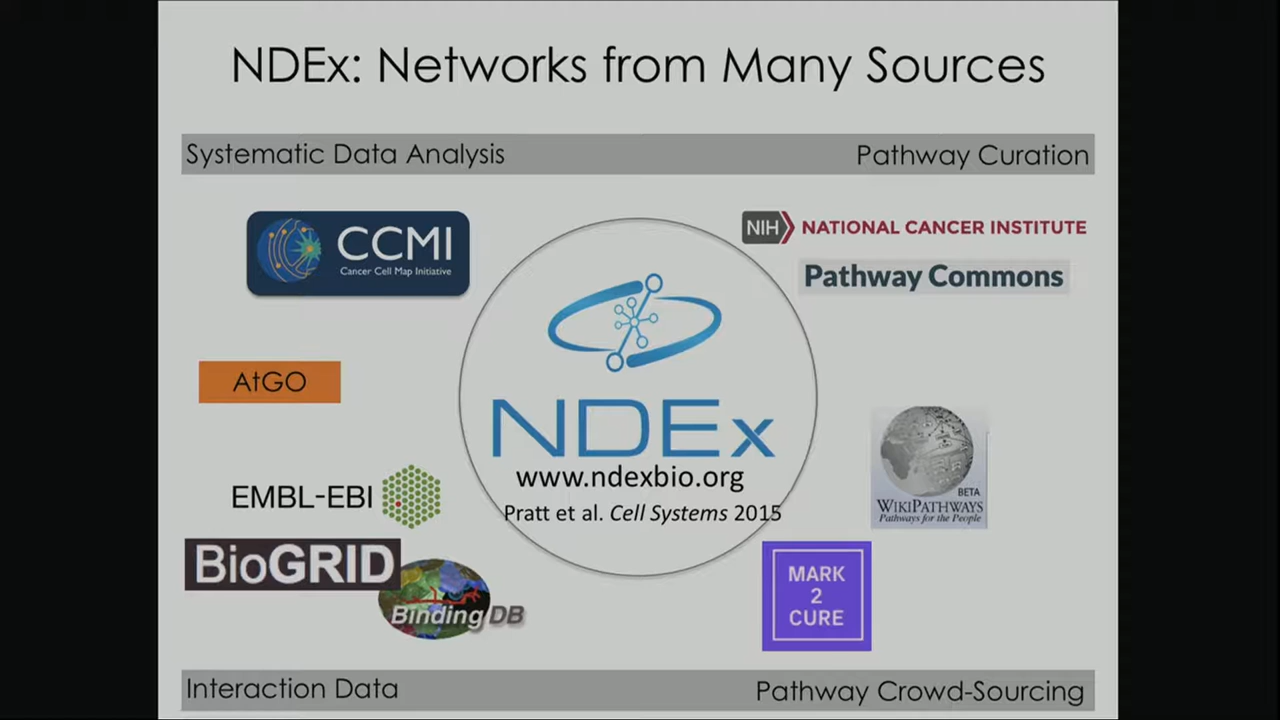 NDEx: Networks from Many Sources
Systematic Data Analysis
Pathway Curation
CCMI
Cancer Cell Map Initiative
NIH NATIONAL CANCER INSTITUTE
Pathway Commons
AtGO
NDEx
www.ndexbio.org
Pratt et al. Cell Systems 2015
EMBL-EBI
BioGRID
BindingDB
BETA
WIKIPATHWAYS
Pathways for the People
MARK
2
CURE
Interaction Data
Pathway Crowd-Sourcing